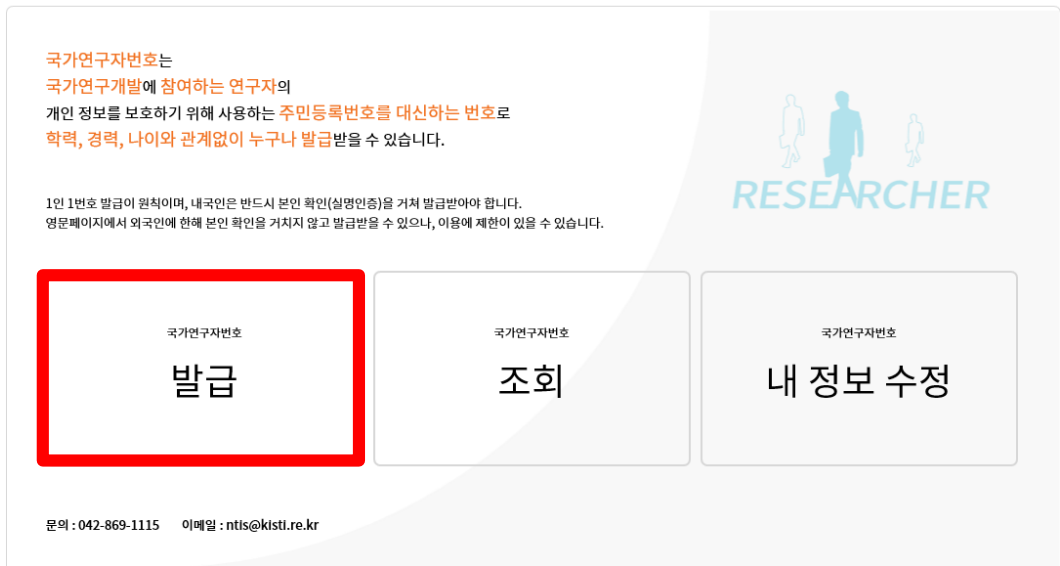 국가연구자번호는
국가연구개발에 참여하는 연구자의
개인 정보를 보호하기 위해 사용하는 주민등록번호를 대신하는 번호로
학력, 경력, 나이와 관계없이 누구나 발급받을 수 있습니다.
RESEARCHER
1인 1번호 발급이 원칙이며, 내국인은 반드시 본인 확인(실명인증)을 거쳐 발급받아야 합니다.
영문페이지에서 외국인에 한해 본인 확인을 거치지 않고 발급받을 수 있으나, 이용에 제한이 있을 수 있습니다.
국가연구자번호
발급
국가연구자번호
조회
국가연구자번호
내 정보 수정
문의 : 042-869-1115 이메일 : ntis@kisti.re.kr